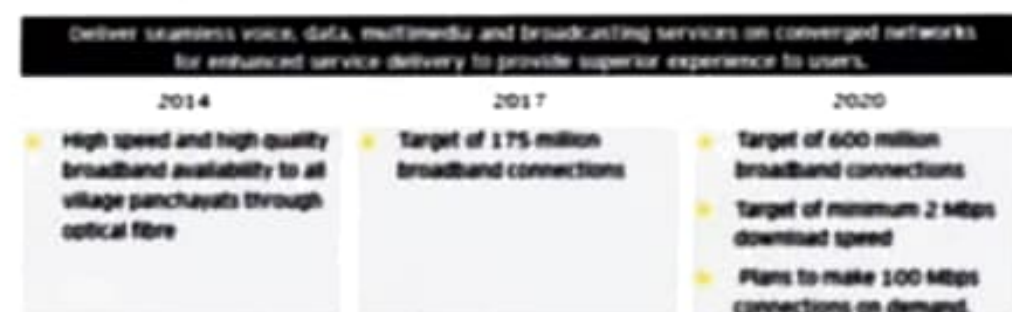 Deliver seamless voice, data, multimedia and broadcasting services on converged networks
for enhanced service delivery to provide superior experience to users.
2014
High speed and high quality
broadband availability to all
village panchayats through
optical fibre
2017
Target of 175 million
broadband connections
2020
Target of 600 million
broadband connections
Target of minimum 2 Mbps
download speed
Plans to make 100 Mbps
connections on demand.